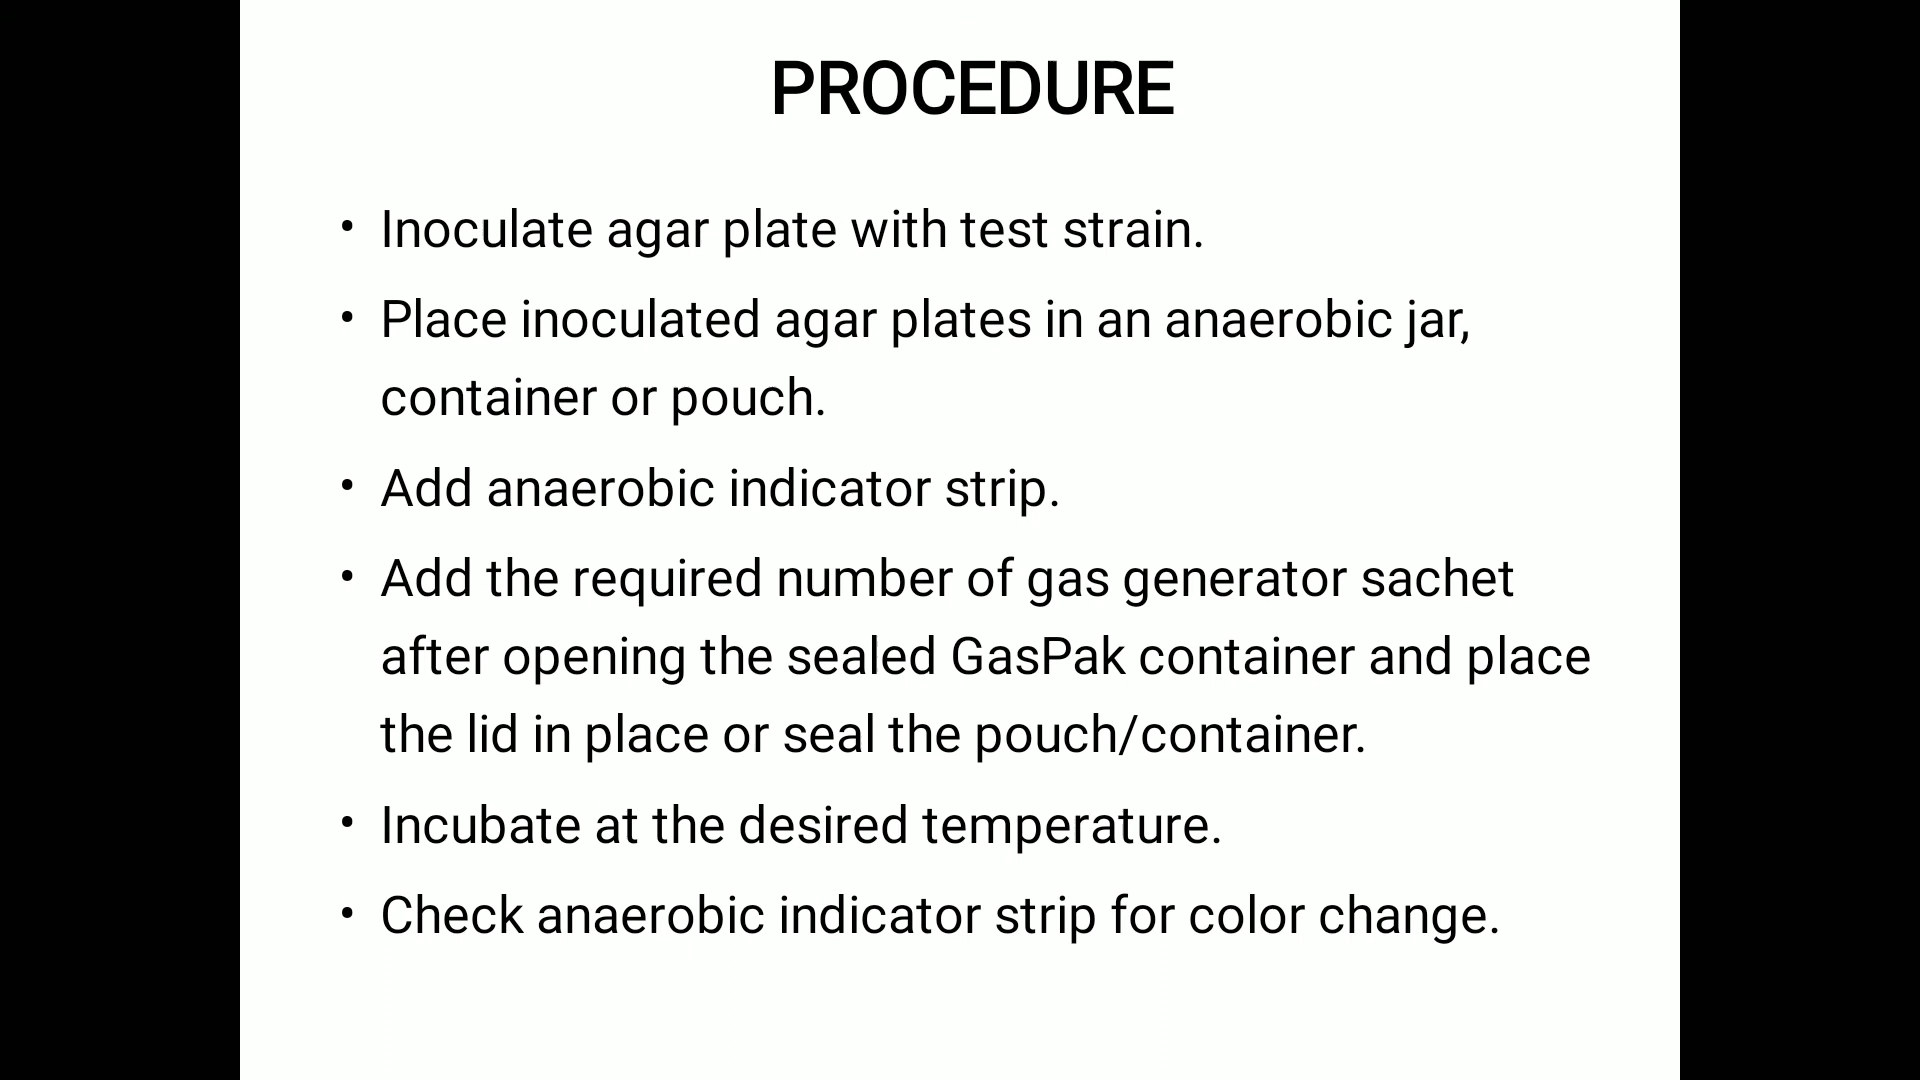 PROCEDURE
• Inoculate agar plate with test strain.
• Place inoculated agar plates in an anaerobic jar,
container or pouch.
• Add anaerobic indicator strip.
• Add the required number of gas generator sachet
after opening the sealed GasPak container and place
the lid in place or seal the pouch/container.
• Incubate at the desired temperature.
• Check anaerobic indicator strip for color change.